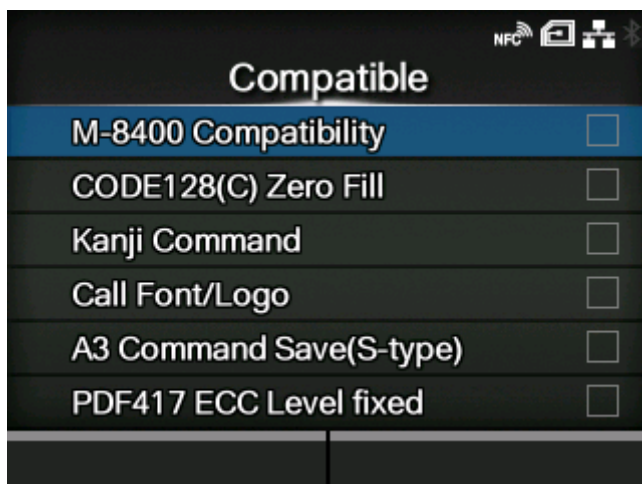 NFC
Compatible
M-8400 Compatibility
CODE128(C) Zero Fill
Kanji Command
Call Font/Logo
A3 Command Save(S-type)
PDF417 ECC Level fixed